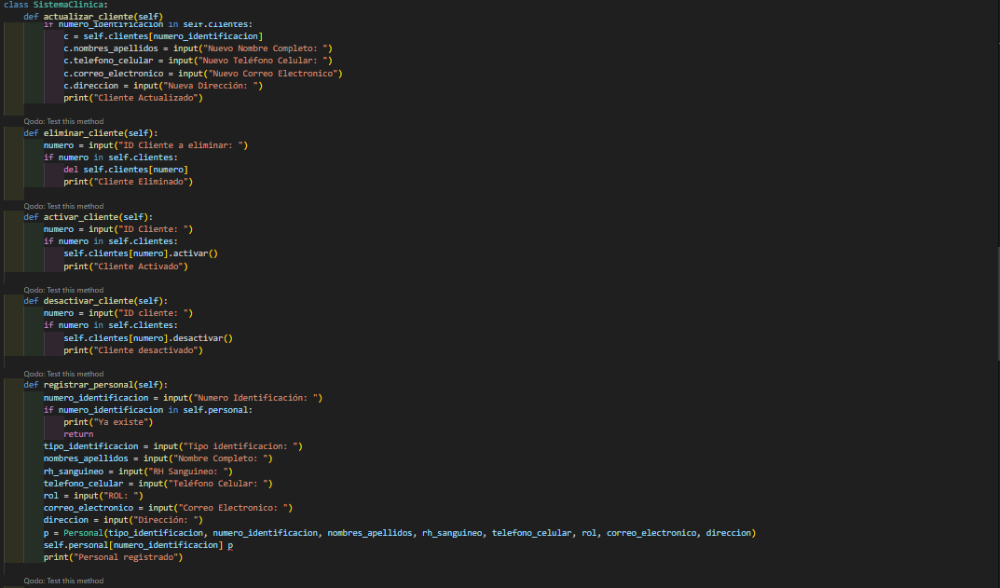 class SistemaClinica:
def actualizar_cliente(self)
if numero_identificacion in self.clientes:
c = self.clientes[numero_identificacion]
c.nombres_apellidos = input("Nuevo Nombre Completo: ")
c.telefono_celular = input("Nuevo Teléfono Celular: ")
c.correo_electronico = input("Nuevo Correo Electronico")
c.direccion = input("Nueva Dirección: ")
print("Cliente Actualizado")
Qodo: Test this method
def eliminar_cliente(self):
numero = input("ID Cliente a eliminar: ")
if numero in self.clientes:
del self.clientes[numero]
print("Cliente Eliminado")
Qodo: Test this method
def activar_cliente(self):
numero = input("ID Cliente: ")
if numero in self.clientes:
self.clientes[numero].activar()
print("Cliente Activado")
Qodo: Test this method
def desactivar_cliente(self):
numero = input("ID cliente: ")
if numero in self.clientes:
self.clientes[numero].desactivar()
print("Cliente desactivado")
Qodo: Test this method
def registrar_personal(self):
numero_identificacion = input("Numero Identificación: ")
if numero_identificacion in self.personal:
print("Ya existe")
return
tipo_identificacion = input("Tipo identificacion: ")
nombres_apellidos = input("Nombre Completo: ")
rh_sanguineo = input("RH Sanguineo: ")
telefono_celular = input("Teléfono Celular: ")
rol = input("ROL: ")
correo_electronico = input("Correo Electronico: ")
direccion = input("Dirección: ")
p = Personal(tipo_identificacion, numero_identificacion, nombres_apellidos, rh_sanguineo, telefono_celular, rol, correo_electronico, direccion)
self.personal[numero_identificacion] p
print("Personal registrado")
Qodo: Test this method